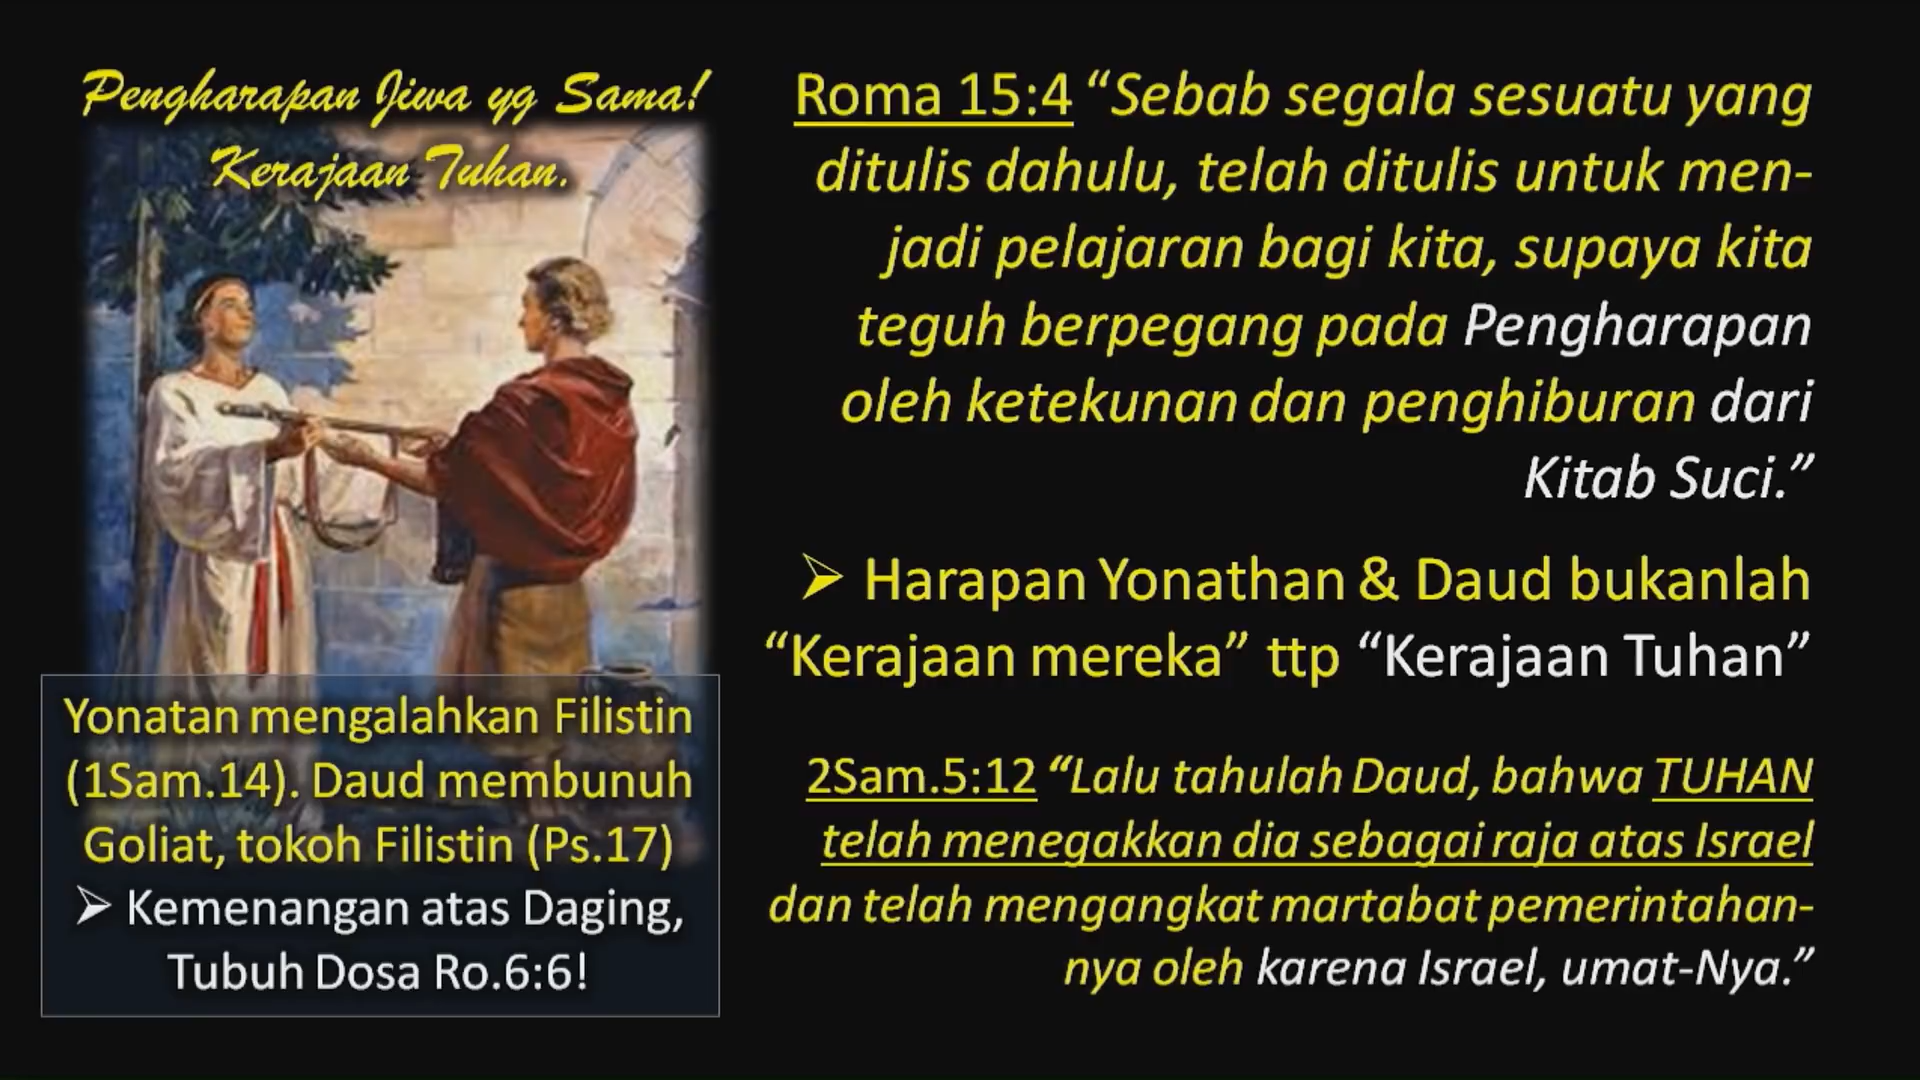 Pengharapan Jiwa yg Sama!
Kerajaan Tuhan.
Yonatan mengalahkan Filistin
(1Sam.14). Daud membunuh
Goliat, tokoh Filistin (Ps.17)
➢ Kemenangan atas Daging,
Tubuh Dosa Ro.6:6!
Roma 15:4 “Sebab segala sesuatu yang
ditulis dahulu, telah ditulis untuk men-
jadi pelajaran bagi kita, supaya kita
teguh berpegang pada Pengharapan
oleh ketekunan dan penghiburan dari
Kitab Suci.”
➢ Harapan Yonathan & Daud bukanlah
“Kerajaan mereka” ttp “Kerajaan Tuhan”
2Sam.5:12 “Lalu tahulah Daud, bahwa TUHAN
telah menegakkan dia sebagai raja atas Israel
dan telah mengangkat martabat pemerintahan-
nya oleh karena Israel, umat-Nya.”